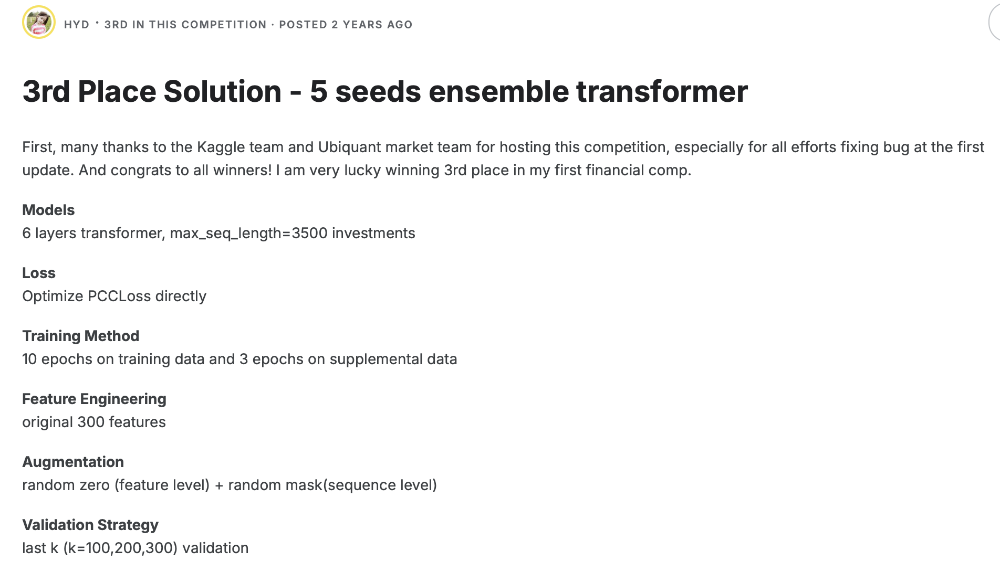 HYD · 3RD IN THIS COMPETITION · POSTED 2 YEARS AGO
3rd Place Solution - 5 seeds ensemble transformer
First, many thanks to the Kaggle team and Ubiquant market team for hosting this competition, especially for all efforts fixing bug at the first
update. And congrats to all winners! I am very lucky winning 3rd place in my first financial comp.
Models
6 layers transformer, max_seq_length=3500 investments
Loss
Optimize PCCLoss directly
Training Method
10 epochs on training data and 3 epochs on supplemental data
Feature Engineering
original 300 features
Augmentation
random zero (feature level) + random mask(sequence level)
Validation Strategy
last k (k=100,200,300) validation